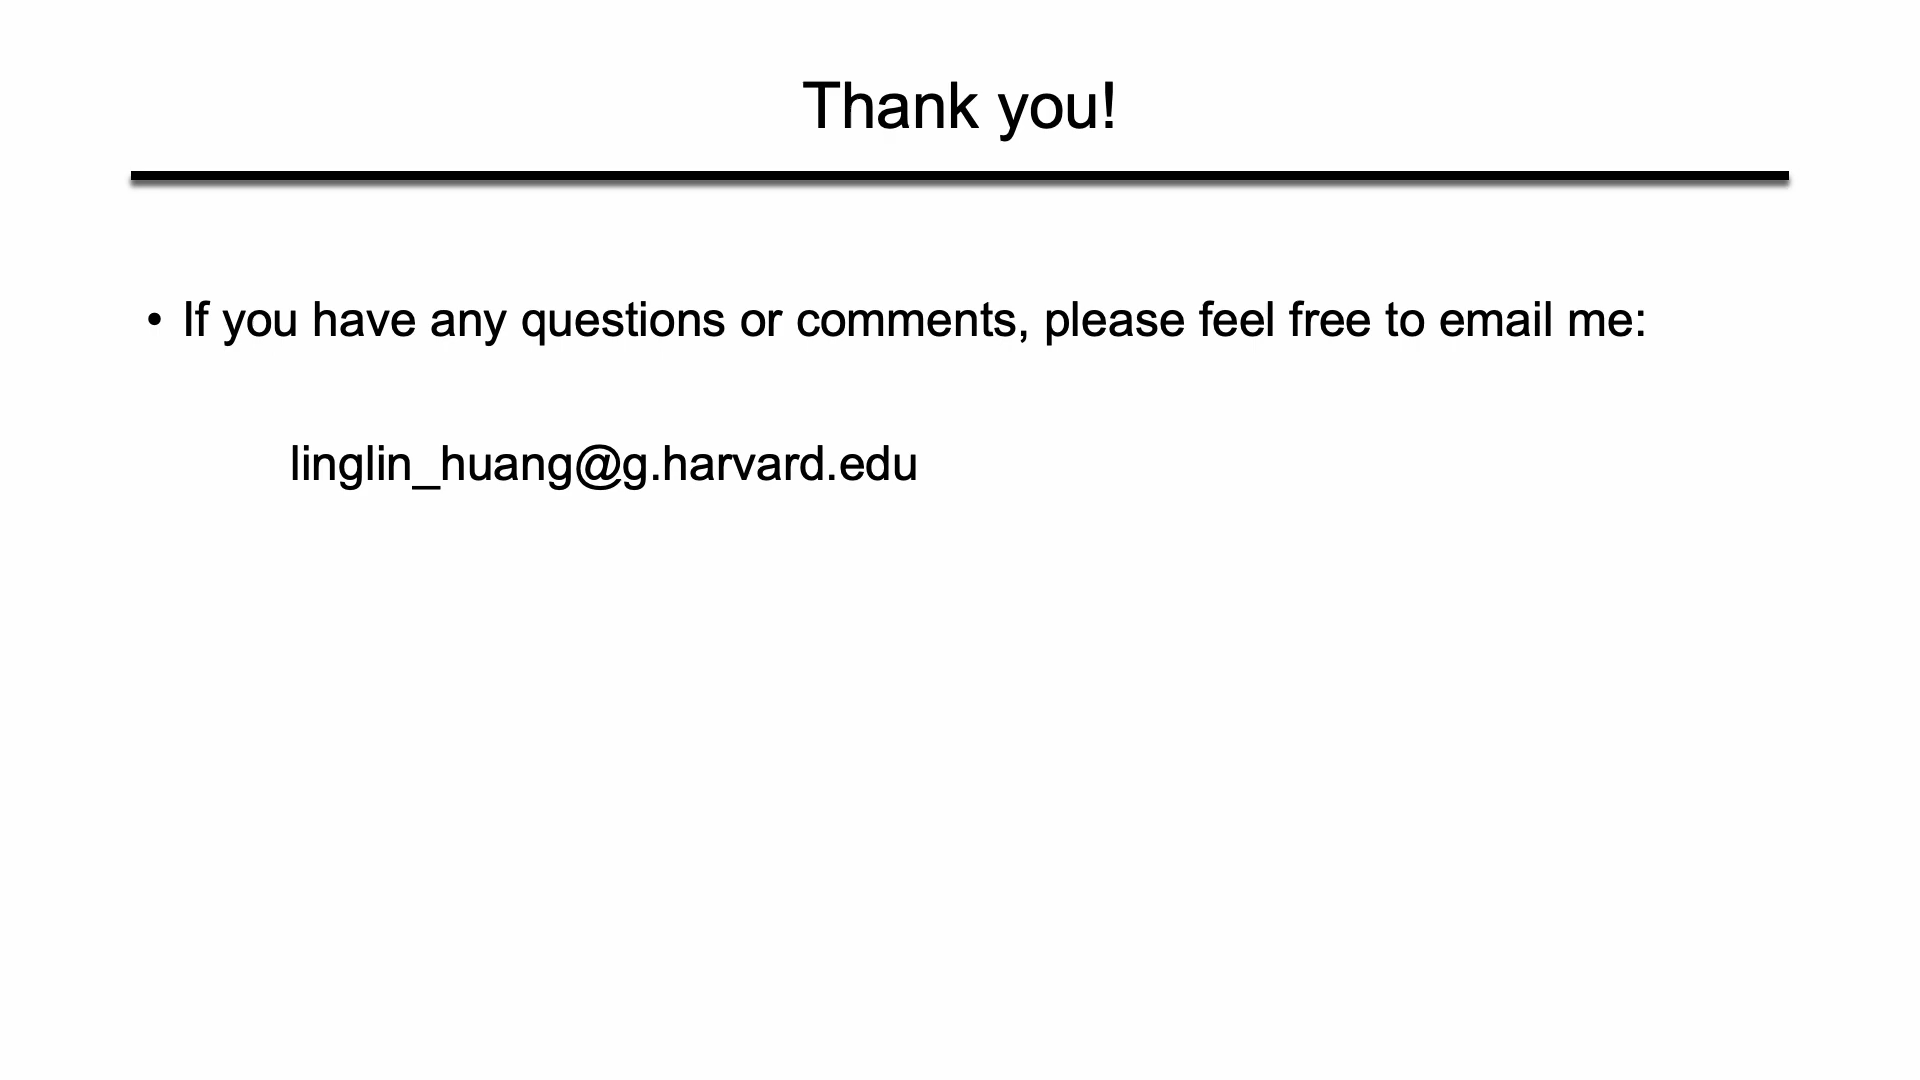 Thank you!
• If you have any questions or comments, please feel free to email me:
linglin_huang@g.harvard.edu